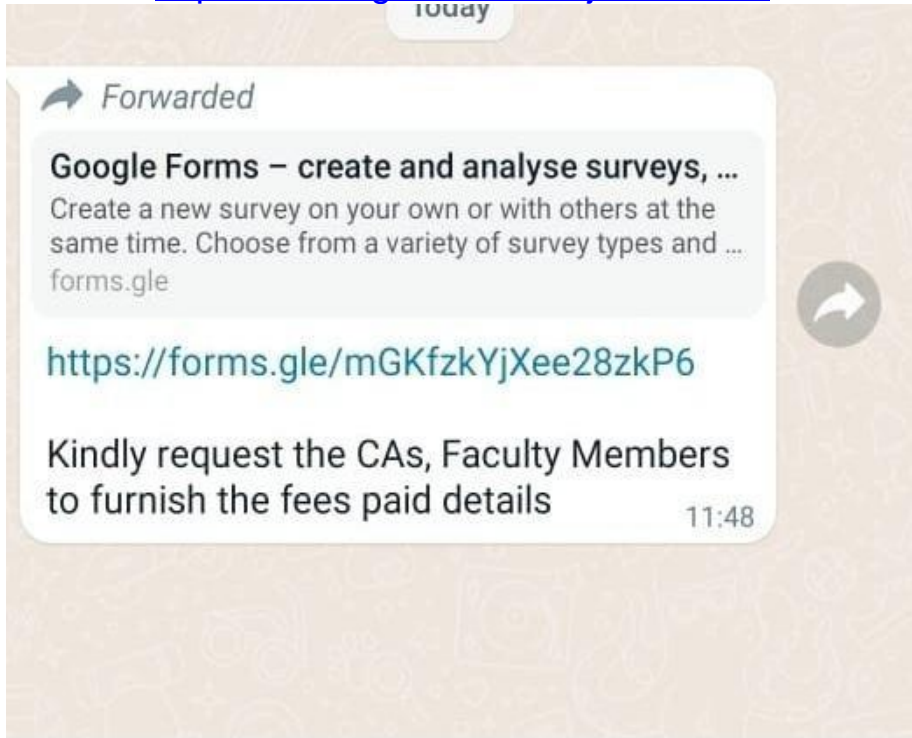 Today
Forwarded
Google Forms – create and analyse surveys, ...
Create a new survey on your own or with others at the
same time. Choose from a variety of survey types and ...
forms.gle
https://forms.gle/mGKfzkYjXee28zkP6
Kindly request the CAs, Faculty Members
to furnish the fees paid details
11:48